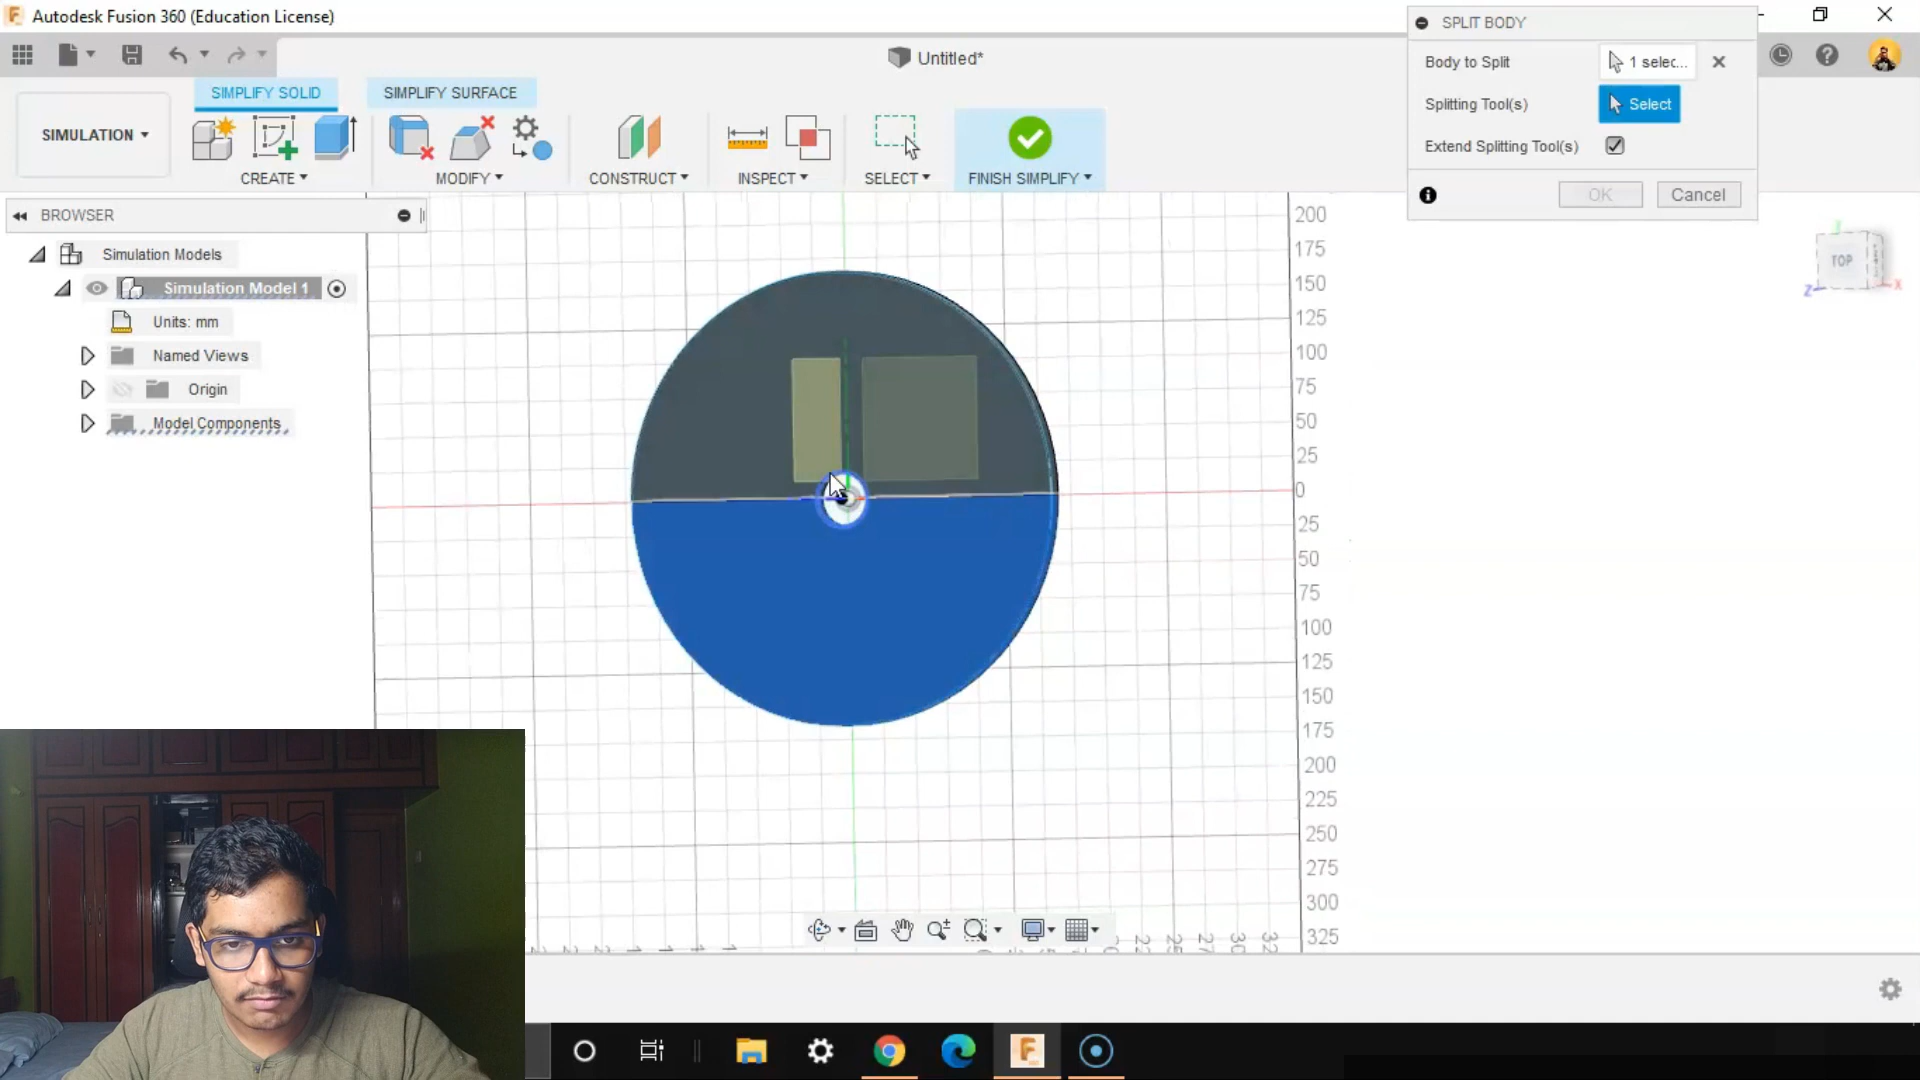 Autodesk Fusion 360 (Education License)
Untitled*
SIMPLIFY SOLID
SIMPLIFY SURFACE
SIMULATION
CREATE
MODIFY
CONSTRUCT
INSPECT
SELECT
FINISH SIMPLIFY
SPLIT BODY
Body to Split
1 selec...
Splitting Tool(s)
Select
Extend Splitting Tool(s)
OK
Cancel
BROWSER
Simulation Models
Simulation Model 1
Units: mm
Named Views
Origin
Model Components
TOP
Z
X
200
175
150
125
100
75
50
25
0
25
50
75
100
125
150
175
200
225
250
275
300
325